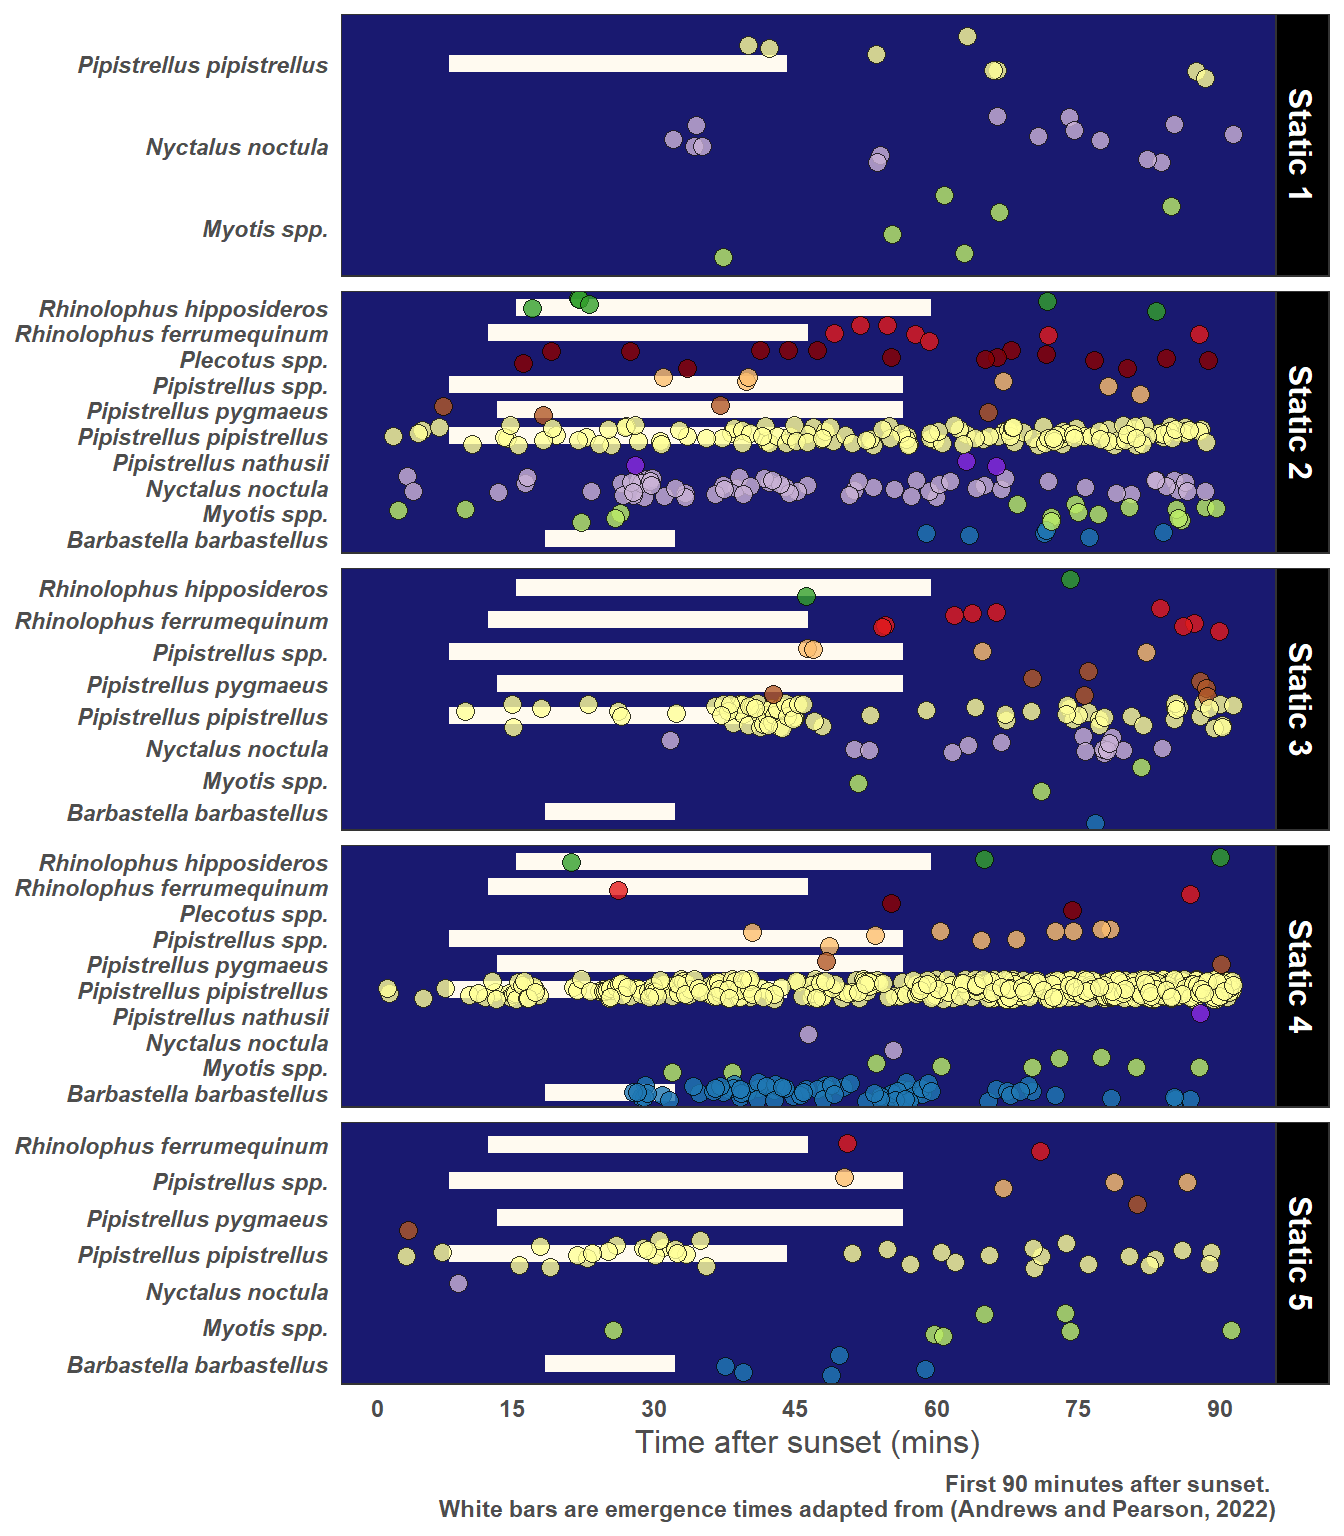 Pipistrellus pipistrellus
Nyctalus noctula
Myotis spp.
Static 1
Rhinolophus hipposideros
Rhinolophus ferrumequinum
Plecotus spp.
Pipistrellus spp.
Pipistrellus pygmaeus
Pipistrellus pipistrellus
Pipistrellus nathusii
Nyctalus noctula
Myotis spp.
Barbastella barbastellus
Static 2
Rhinolophus hipposideros
Rhinolophus ferrumequinum
Pipistrellus spp.
Pipistrellus pygmaeus
Pipistrellus pipistrellus
Nyctalus noctula
Myotis spp.
Barbastella barbastellus
Static 3
Rhinolophus hipposideros
Rhinolophus ferrumequinum
Plecotus spp.
Pipistrellus spp.
Pipistrellus pygmaeus
Pipistrellus pipistrellus
Pipistrellus nathusii
Nyctalus noctula
Myotis spp.
Barbastella barbastellus
Static 4
Rhinolophus ferrumequinum
Pipistrellus spp.
Pipistrellus pygmaeus
Pipistrellus pipistrellus
Nyctalus noctula
Myotis spp.
Barbastella barbastellus
Static 5
0 15 30 45 60 75 90
Time after sunset (mins)
First 90 minutes after sunset.
White bars are emergence times adapted from (Andrews and Pearson, 2022)